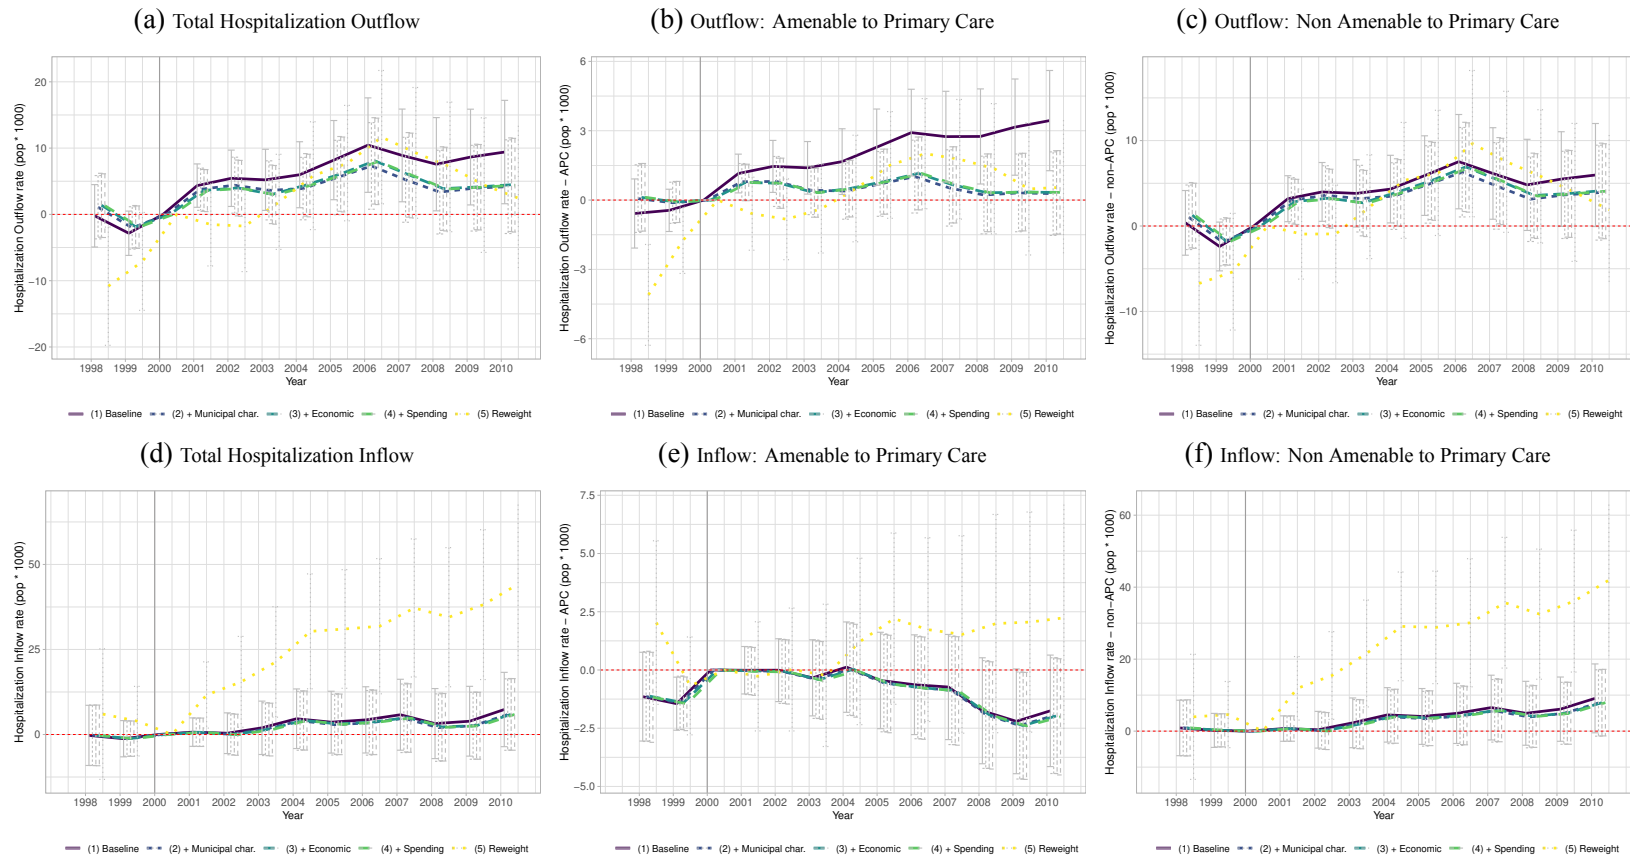 (a) Total Hospitalization Outflow
Hospitalization Outflow rate (pop * 1000)
20
10
0
−10
−20
1998 1999 2000 2001 2002 2003 2004 2005 2006 2007 2008 2009 2010
Year
(1) Baseline (2) + Municipal char. (3) + Economic (4) + Spending (5) Reweight
(b) Outflow: Amenable to Primary Care
Hospitalization Outflow rate − APC (pop * 1000)
6
3
0
−3
−6
1998 1999 2000 2001 2002 2003 2004 2005 2006 2007 2008 2009 2010
Year
(1) Baseline (2) + Municipal char. (3) + Economic (4) + Spending (5) Reweight
(c) Outflow: Non Amenable to Primary Care
Hospitalization Outflow rate − non−APC (pop * 1000)
10
0
−10
1998 1999 2000 2001 2002 2003 2004 2005 2006 2007 2008 2009 2010
Year
(1) Baseline (2) + Municipal char. (3) + Economic (4) + Spending (5) Reweight
(d) Total Hospitalization Inflow
Hospitalization Inflow rate (pop * 1000)
50
25
0
1998 1999 2000 2001 2002 2003 2004 2005 2006 2007 2008 2009 2010
Year
(1) Baseline (2) + Municipal char. (3) + Economic (4) + Spending (5) Reweight
(e) Inflow: Amenable to Primary Care
Hospitalization Inflow rate − APC (pop * 1000)
7.5
5.0
2.5
0.0
−2.5
−5.0
1998 1999 2000 2001 2002 2003 2004 2005 2006 2007 2008 2009 2010
Year
(1) Baseline (2) + Municipal char. (3) + Economic (4) + Spending (5) Reweight
(f) Inflow: Non Amenable to Primary Care
Hospitalization Inflow rate − non−APC (pop * 1000)
60
40
20
0
1998 1999 2000 2001 2002 2003 2004 2005 2006 2007 2008 2009 2010
Year
(1) Baseline (2) + Municipal char. (3) + Economic (4) + Spending (5) Reweight